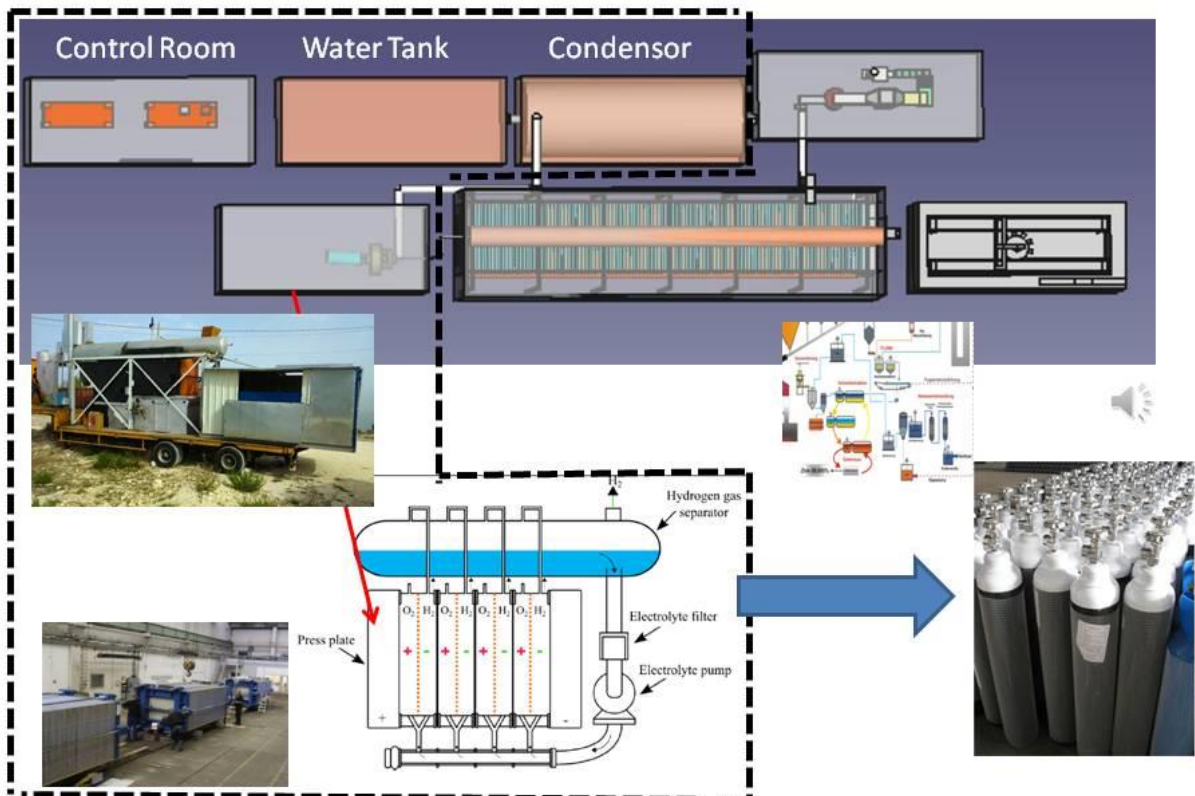 Control Room
Water Tank
Condensor
H2
Hydrogen gas
separator
O2 H2 O2 H2 O2 H2 O2 H2
Press plate
+ - + - + - + -
Electrolyte filter
Electrolyte pump
+ -